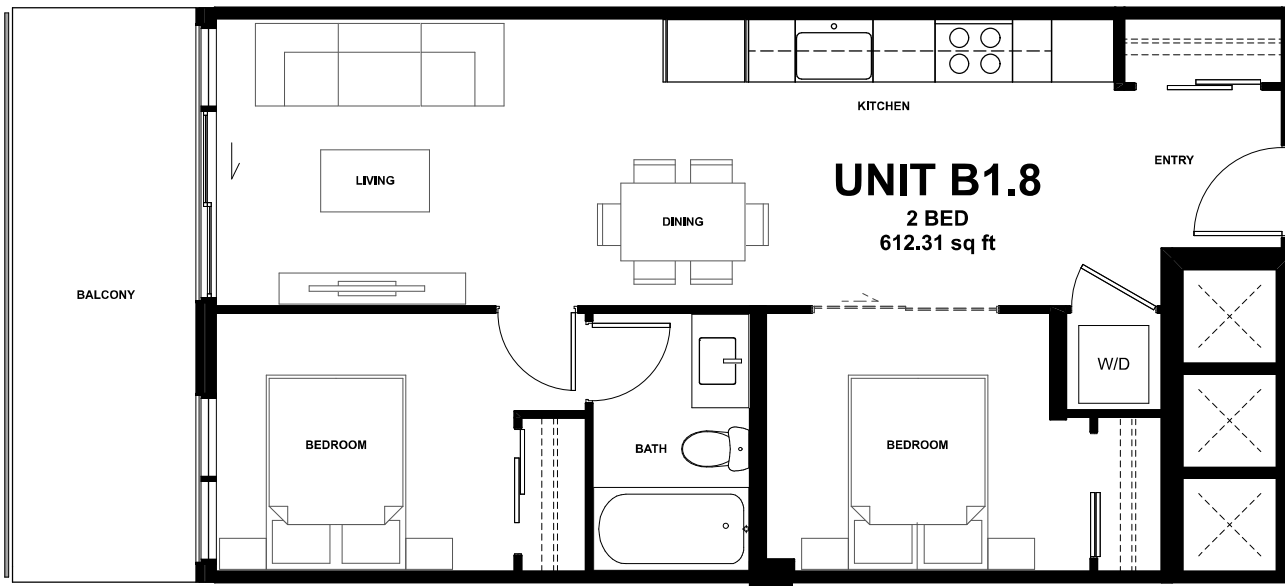 KITCHEN
ENTRY
LIVING
UNIT B1.8
2 BED
612.31 sq ft
DINING
BALCONY
W/D
BEDROOM
BATH
BEDROOM